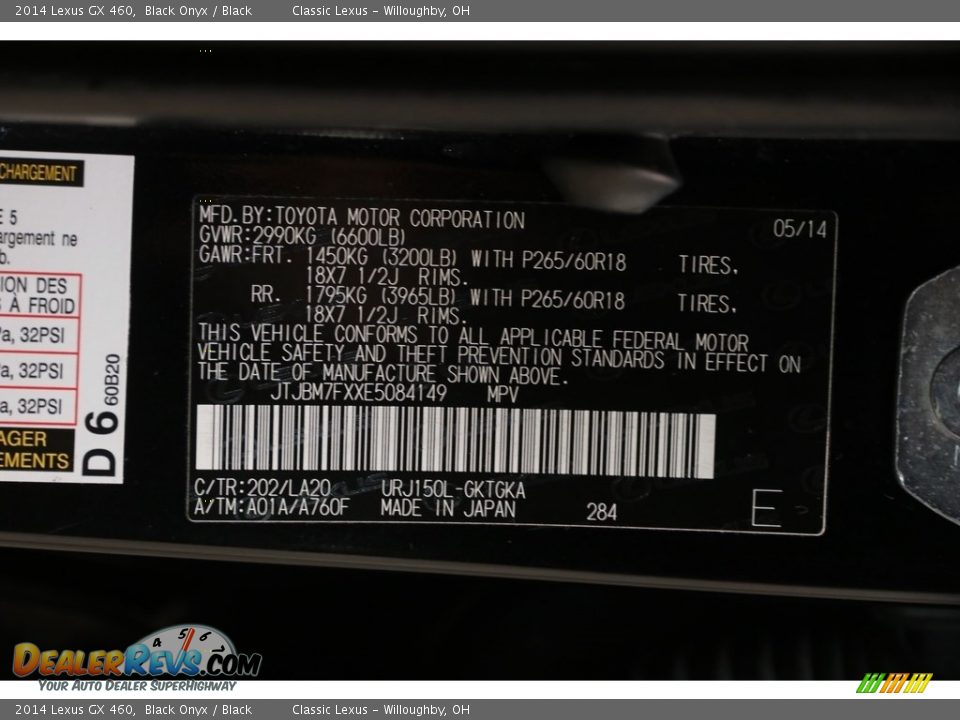 2014 Lexus GX 460, Black Onyx / Black Classic Lexus - Willoughby, OH
CHARGEMENT
E 5
argement ne
b.
ION DES
S À FROID
Pa, 32PSI
Pa, 32PSI
a, 32PSI
AGER
EMENTS
D 6 60B20
MFD. BY: TOYOTA MOTOR CORPORATION 05/14
GVWR: 2990KG (6600LB)
GAWR: FRT. 1450KG (3200LB) WITH P265/60R18 TIRES,
18X7 1/2J RIMS.
RR. 1795KG (3965LB) WITH P265/60R18 TIRES,
18X7 1/2J RIMS.
THIS VEHICLE CONFORMS TO ALL APPLICABLE FEDERAL MOTOR
VEHICLE SAFETY AND THEFT PREVENTION STANDARDS IN EFFECT ON
THE DATE OF MANUFACTURE SHOWN ABOVE.
JTJBM7FXXE5084149 MPV
C/TR: 202/LA20 URJ150L-GKTGKA
A/TM: A01A/A760F MADE IN JAPAN 284 E
4 5 6
DEALERREVS.COM
YOUR AUTO DEALER SUPERHIGHWAY
2014 Lexus GX 460, Black Onyx / Black Classic Lexus - Willoughby, OH